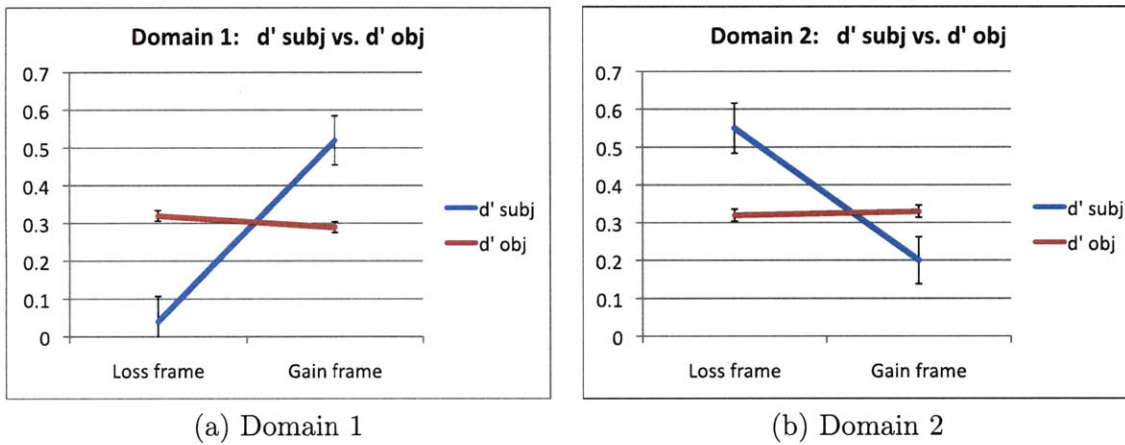 Domain 1: d' subj vs. d' obj
0.7
0.6
0.5
0.4
0.3
0.2
0.1
0
Loss frame
Gain frame
d' subj
d' obj
(a) Domain 1
Domain 2: d' subj vs. d' obj
0.7
0.6
0.5
0.4
0.3
0.2
0.1
0
Loss frame
Gain frame
d' subj
d' obj
(b) Domain 2